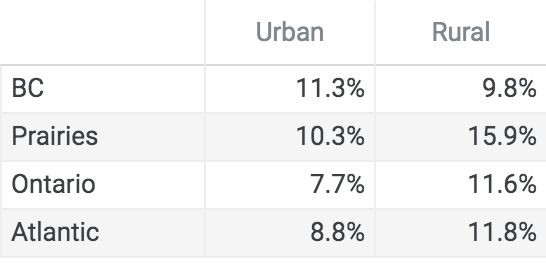 Urban Rural
BC 11.3% 9.8%
Prairies 10.3% 15.9%
Ontario 7.7% 11.6%
Atlantic 8.8% 11.8%